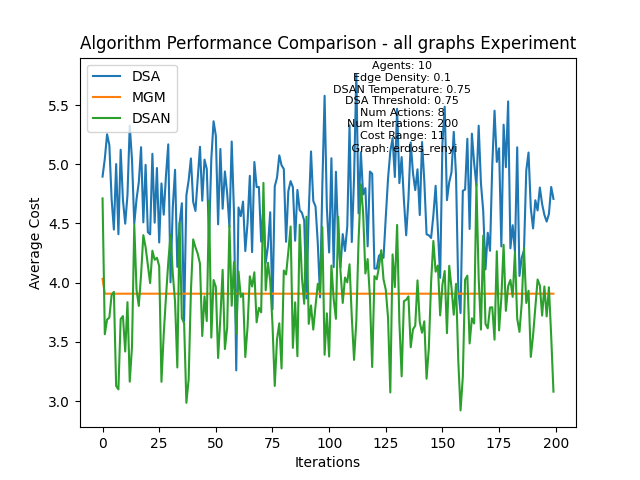 Algorithm Performance Comparison - all graphs Experiment
DSA
MGM
DSAN
Agents: 10
Edge Density: 0.1
DSAN Temperature: 0.75
DSA Threshold: 0.75
Num Actions: 8
Num Iterations: 200
Cost Range: 11
Graph: erdos_renyi
Average Cost
5.5
5.0
4.5
4.0
3.5
3.0
0 25 50 75 100 125 150 175 200
Iterations